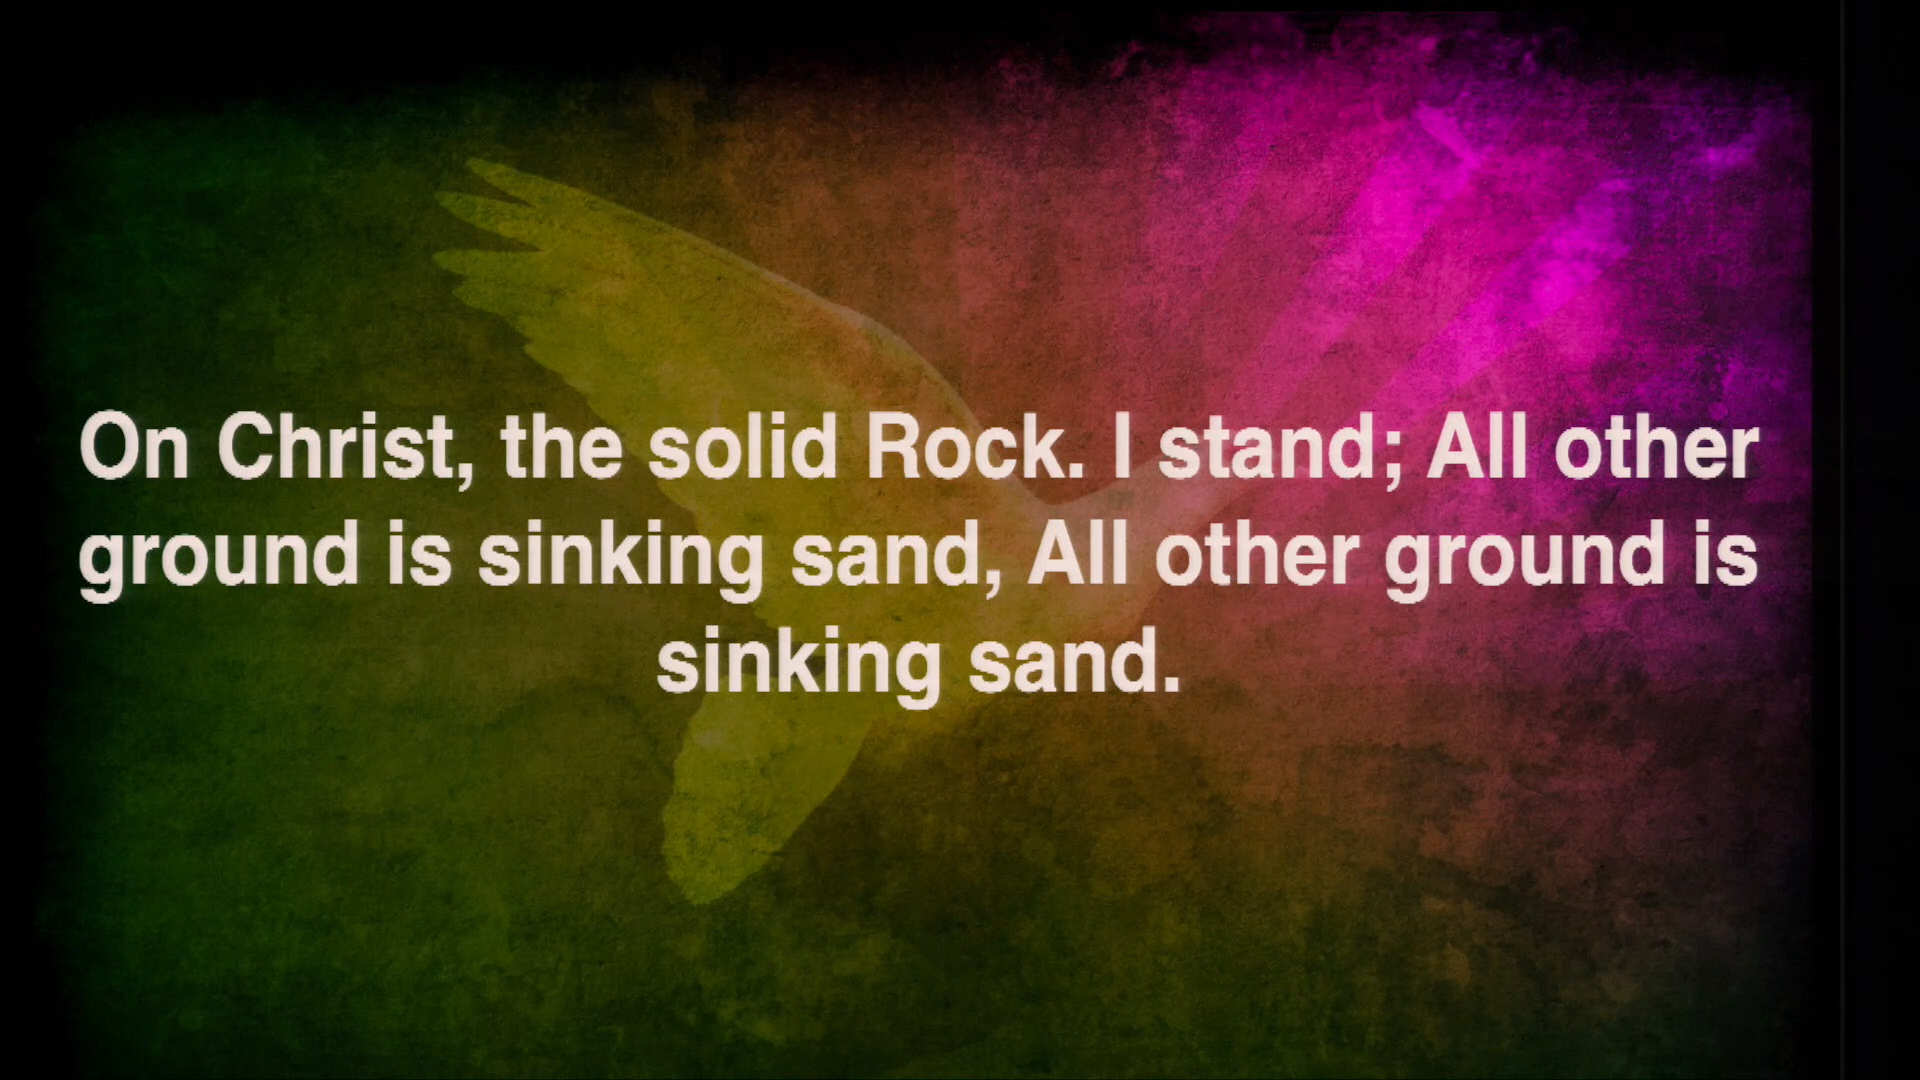 On Christ, the solid Rock. I stand; All other
ground is sinking sand, All other ground is
sinking sand.